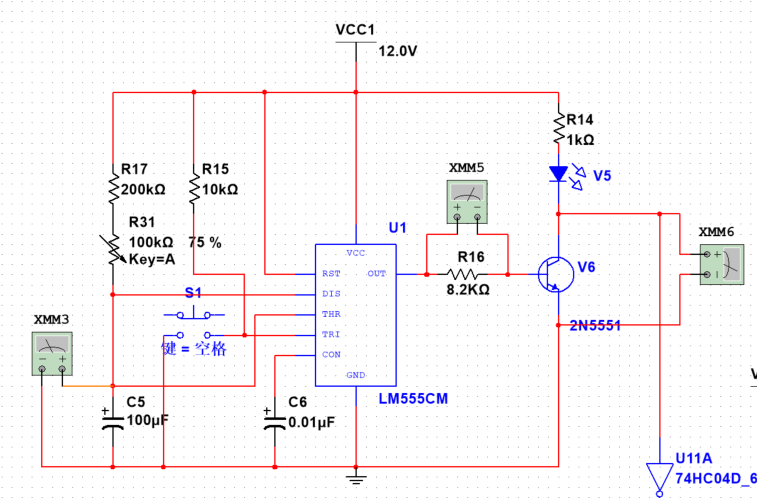 VCC1
12.0V
R14
1kΩ
R17
200kΩ
R15
10kΩ
XMM5
V5
R31
100kΩ
75 %
Key=A
U1
XMM6
VCC
R16
8.2KΩ
V6
RST
OUT
DIS
THR
TRI
CON
GND
S1
键 = 空格
2N5551
XMM3
LM555CM
C5
100µF
C6
0.01µF
U11A
74HC04D_6